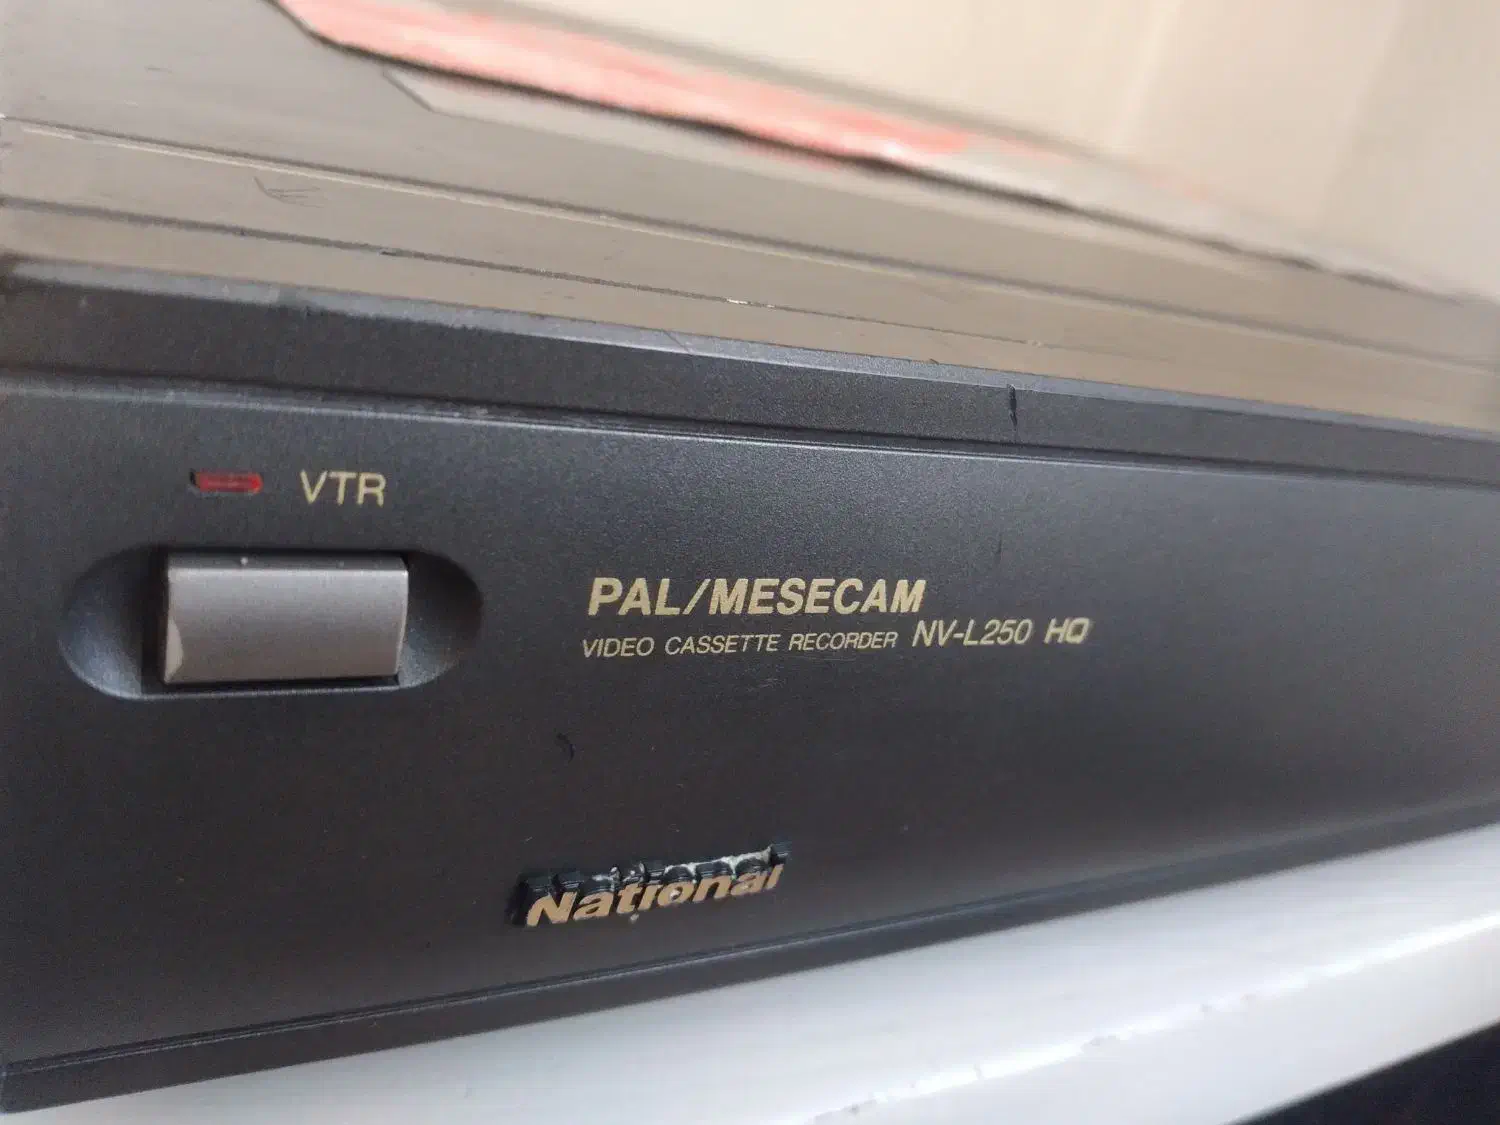 VTR
PAL/MESECAM
VIDEO CASSETTE RECORDER NV-L250 HQ
National